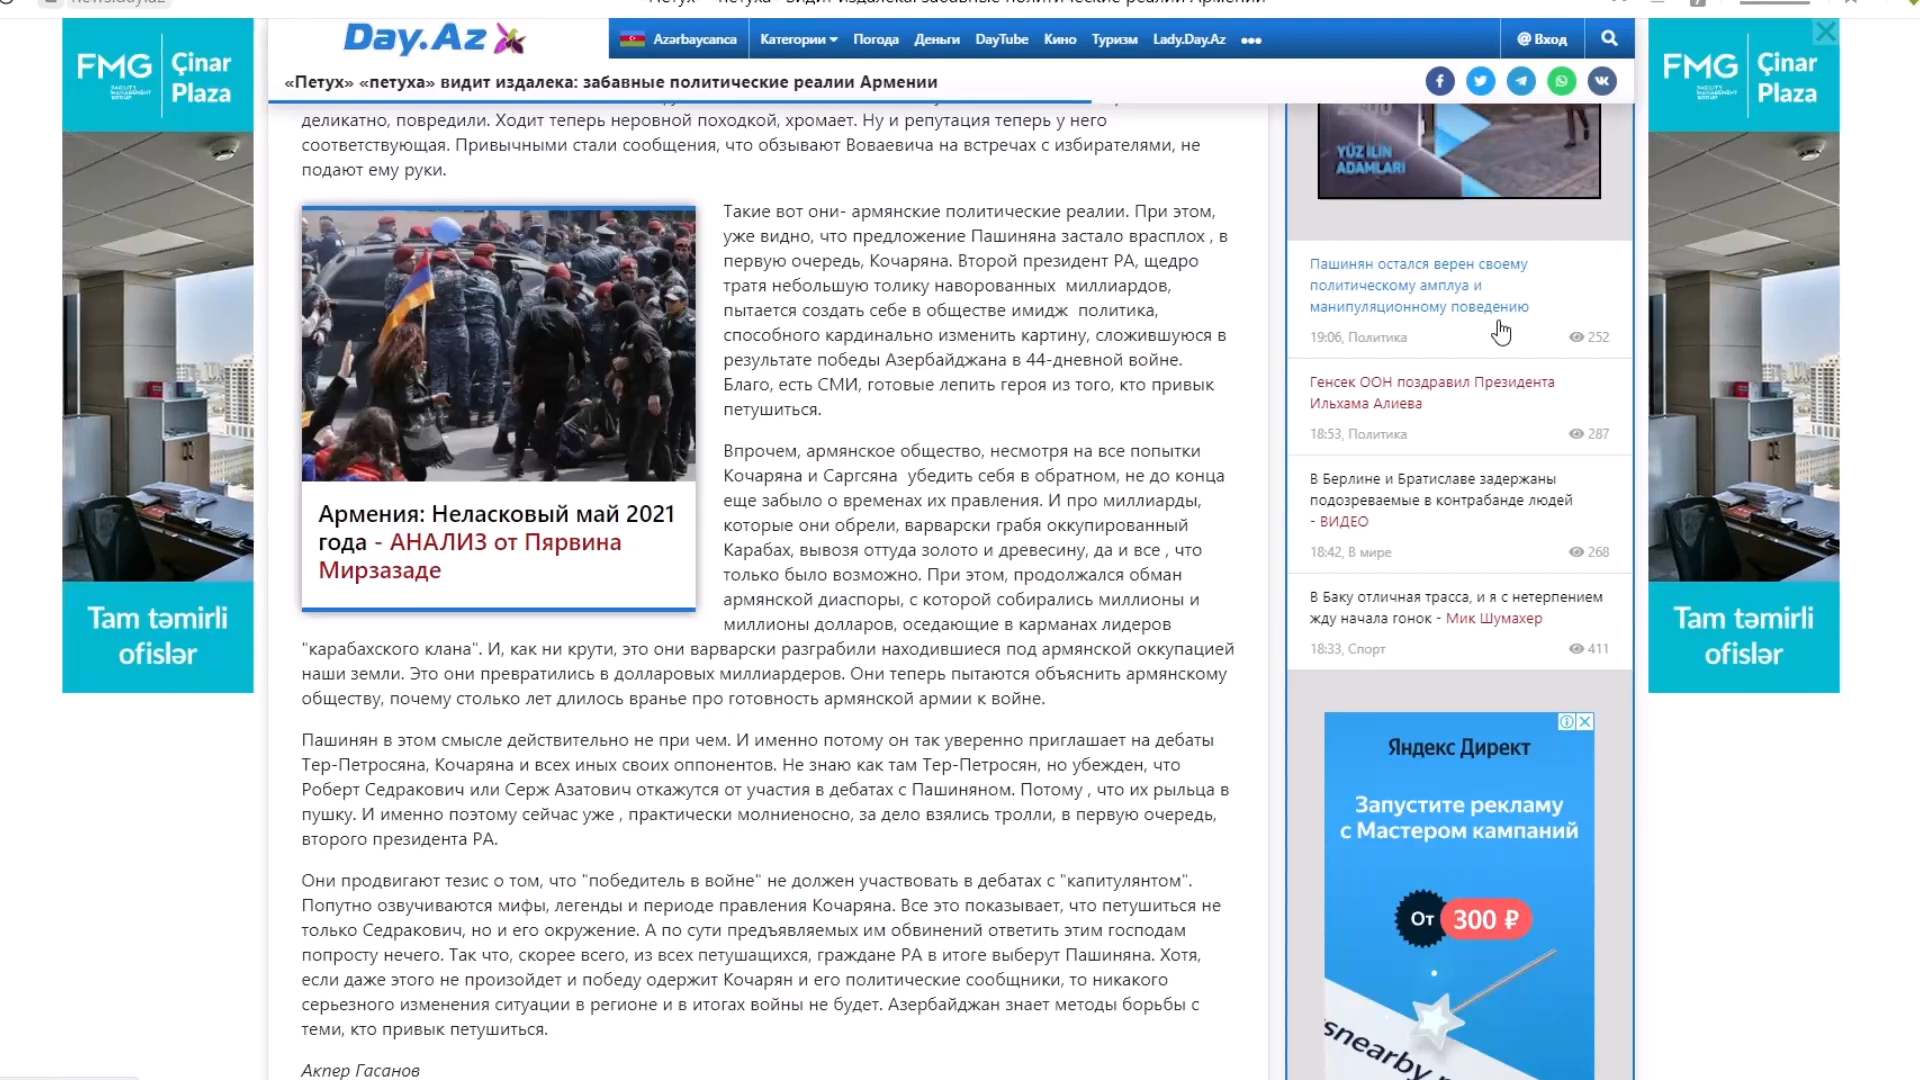 FMG
Çinar
Plaza
Tam təmirli
ofislər
Day.Az
Azərbaycanca
Категории
Погода
Деньги
DayTube
Кино
Туризм
Lady.Day.Az
Вход
«Петух» «петуха» видит издалека: забавные политические реалии Армении
деликатно, повредили. Ходит теперь неровной походкой, хромает. Ну и репутация теперь у него
соответствующая. Привычными стали сообщения, что обзывают Воваевича на встречах с избирателями, не
подают ему руки.
Армения: Неласковый май 2021
года - АНАЛИЗ от Пярвина
Мирзазаде
Такие вот они- армянские политические реалии. При этом,
уже видно, что предложение Пашиняна застало врасплох , в
первую очередь, Кочаряна. Второй президент РА, щедро
тратя небольшую толику наворованных миллиардов,
пытается создать себе в обществе имидж политика,
способного кардинально изменить картину, сложившуюся в
результате победы Азербайджана в 44-дневной войне.
Благо, есть СМИ, готовые лепить героя из того, кто привык
петушиться.
Впрочем, армянское общество, несмотря на все попытки
Кочаряна и Саргсяна убедить себя в обратном, не до конца
еще забыло о временах их правления. И про миллиарды,
которые они обрели, варварски грабя оккупированный
Карабах, вывозя оттуда золото и древесину, да и все , что
только было возможно. При этом, продолжался обман
армянской диаспоры, с которой собирались миллионы и
миллионы долларов, оседающие в карманах лидеров
"карабахского клана". И, как ни крути, это они варварски разграбили находившиеся под армянской оккупацией
наши земли. Это они превратились в долларовых миллиардеров. Они теперь пытаются объяснить армянскому
обществу, почему столько лет длилось вранье про готовность армянской армии к войне.
Пашинян в этом смысле действительно не при чем. И именно потому он так уверенно приглашает на дебаты
Тер-Петросяна, Кочаряна и всех иных своих оппонентов. Не знаю как там Тер-Петросян, но убежден, что
Роберт Седракович или Серж Азатович откажутся от участия в дебатах с Пашиняном. Потому , что их рыльца в
пушку. И именно поэтому сейчас уже , практически молниеносно, за дело взялись тролли, в первую очередь,
второго президента РА.
Они продвигают тезис о том, что "победитель в войне" не должен участвовать в дебатах с "капитулянтом".
Попутно озвучиваются мифы, легенды и периоде правления Кочаряна. Все это показывает, что петушиться не
только Седракович, но и его окружение. А по сути предъявляемых им обвинений ответить этим господам
попросту нечего. Так что, скорее всего, из всех петушащихся, граждане РА в итоге выберут Пашиняна. Хотя,
если даже этого не произойдет и победу одержит Кочарян и его политические сообщники, то никакого
серьезного изменения ситуации в регионе и в итогах войны не будет. Азербайджан знает методы борьбы с
теми, кто привык петушиться.
Акпер Гасанов
YÜZ İLİN
ADAMLARI
Пашинян остался верен своему
политическому амплуа и
манипуляционному поведению
19:06, Политика
252
Генсек ООН поздравил Президента
Ильхама Алиева
18:53, Политика
287
В Берлине и Братиславе задержаны
подозреваемые в контрабанде людей
- ВИДЕО
18:42, В мире
268
В Баку отличная трасса, и я с нетерпением
жду начала гонок - Мик Шумахер
18:33, Спорт
411
Яндекс Директ
Запустите рекламу
с Мастером кампаний
От 300 ₽
FMG
Çinar
Plaza
Tam təmirli
ofislər